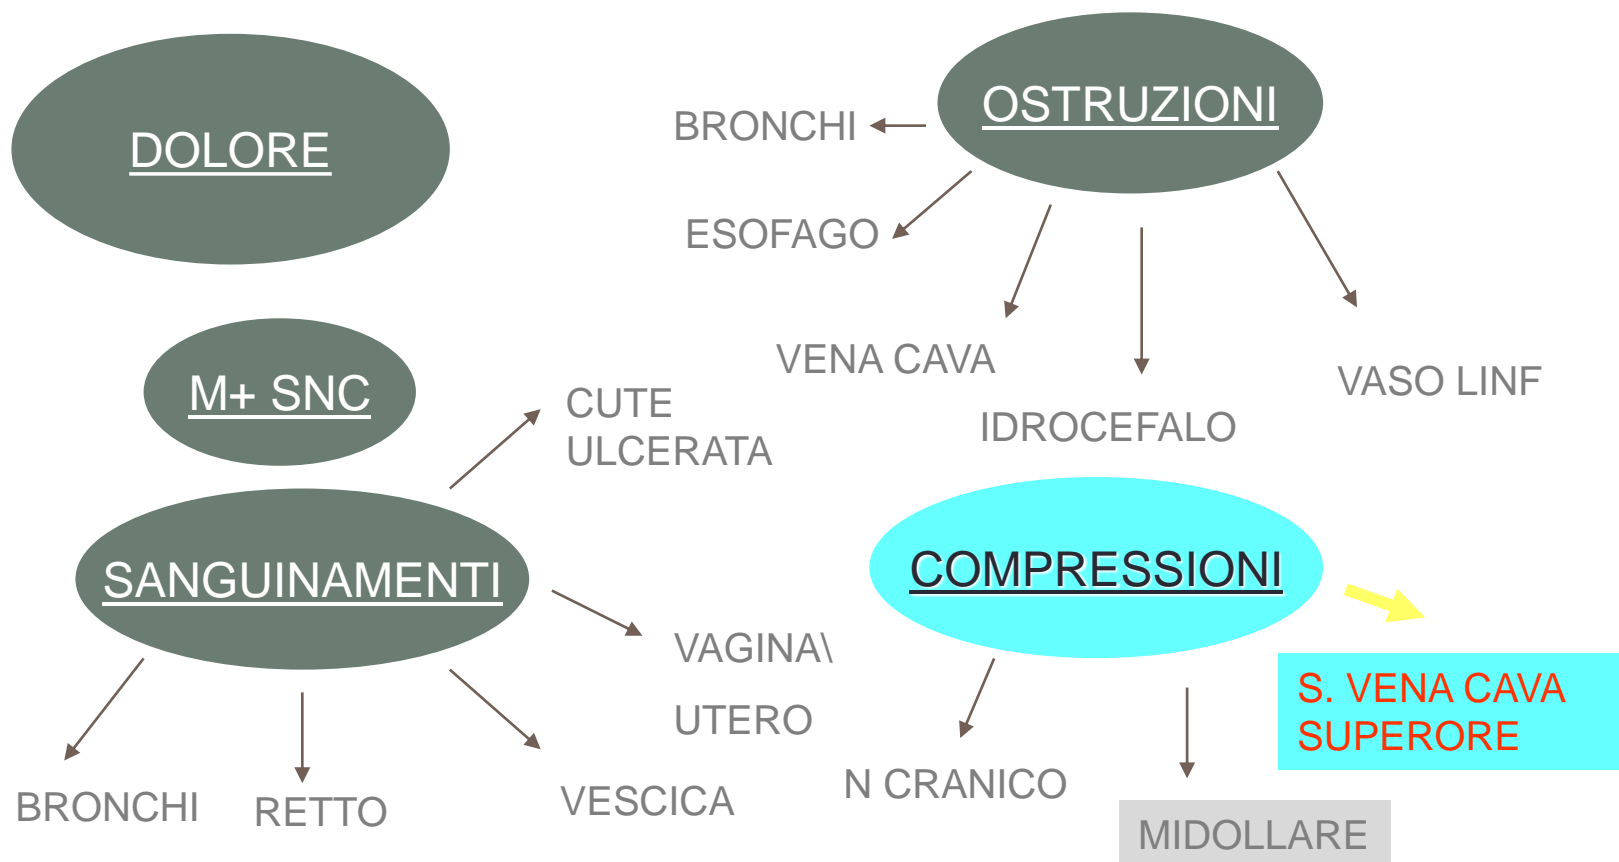 DOLORE
M+ SNC
SANGUINAMENTI
CUTE
ULCERATA
VAGINA\
UTERO
VESCICA
RETTO
BRONCHI
OSTRUZIONI
BRONCHI
ESOFAGO
VENA CAVA
IDROCEFALO
VASO LINF
COMPRESSIONI
N CRANICO
MIDOLLARE
S. VENA CAVA
SUPERORE